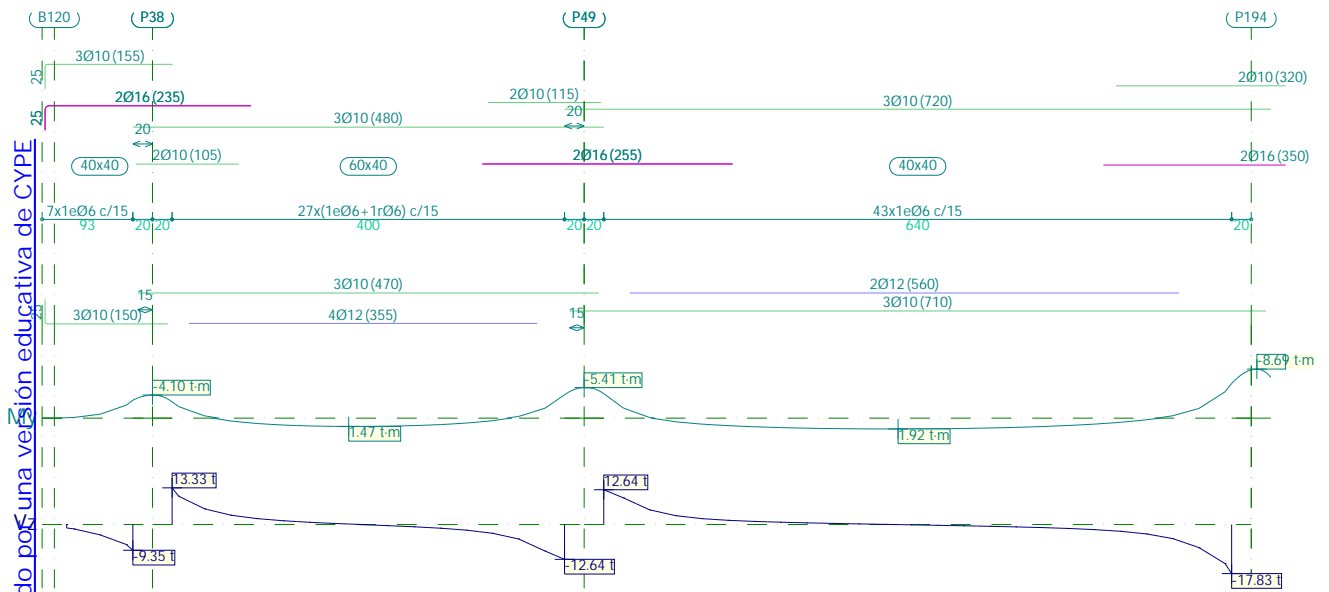 B120 P38 P49 P194
3Ø10 (155)
25
2Ø10 (320)
2Ø16 (235)
2Ø10 (115)
25
20
3Ø10 (720)
3Ø10 (480)
20
2Ø10 (105)
2Ø16 (255)
2Ø16 (350)
40x40 60x40 40x40
7x1eØ6 c/15 27x(1eØ6+1rØ6) c/15 43x1eØ6 c/15
93 20 20 400 20 20 640 20
3Ø10 (470)
2Ø12 (560)
15
3Ø10 (710)
25
3Ø10 (150)
4Ø12 (355)
15
-8.69 t·m
-4.10 t·m
-5.41 t·m
My
1.47 t·m
1.92 t·m
13.33 t
12.64 t
Vz
-9.35 t
-12.64 t
-17.83 t
do por una versión educativa de CYPE